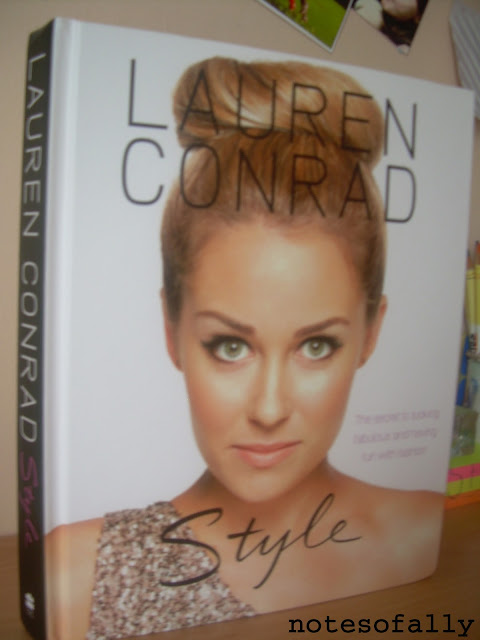 LAUREN
CONRAD
The secret to looking
fabulous and having
fun with fashion
Style
LAUREN CONRAD Style
notesofally